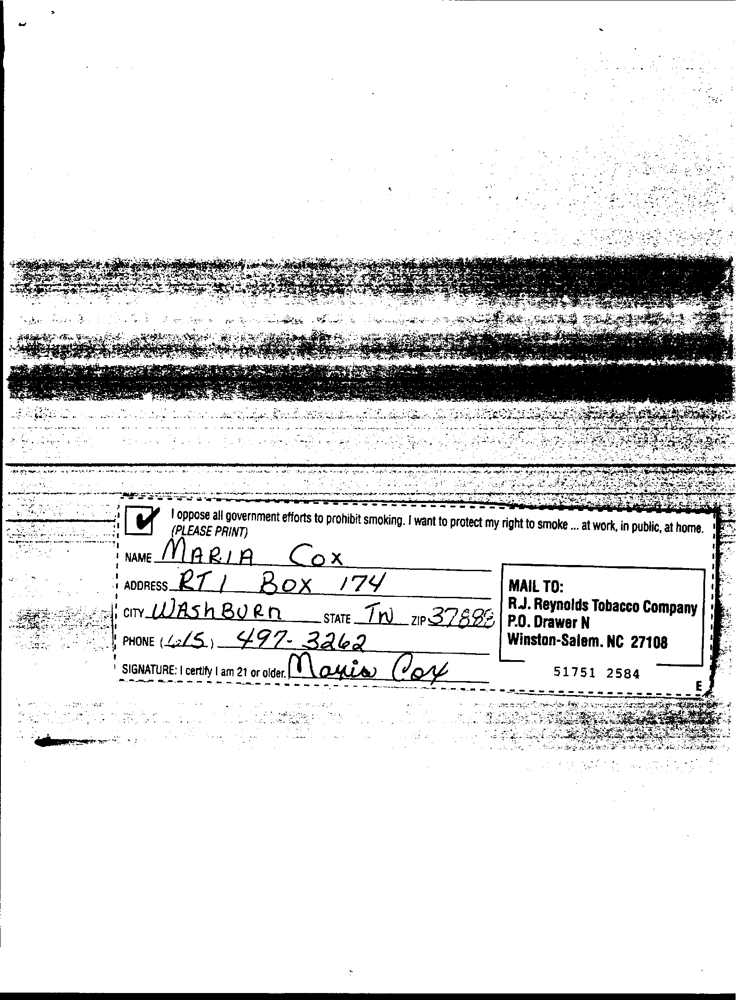 I oppose all government efforts to prohibit smoking. I want to protect my right to smoke ... at work, in public, at home.
(PLEASE PRINT)
NAME MARIA COX
ADDRESS RT 1 BOX 174
CITY WAShBURn STATE TN ZIP 37888
PHONE (615) 497-3262
SIGNATURE: I certify I am 21 or older. Maria Cox
MAIL TO:
R.J. Reynolds Tobacco Company
P.O. Drawer N
Winston-Salem, NC 27108
51751 2584
E